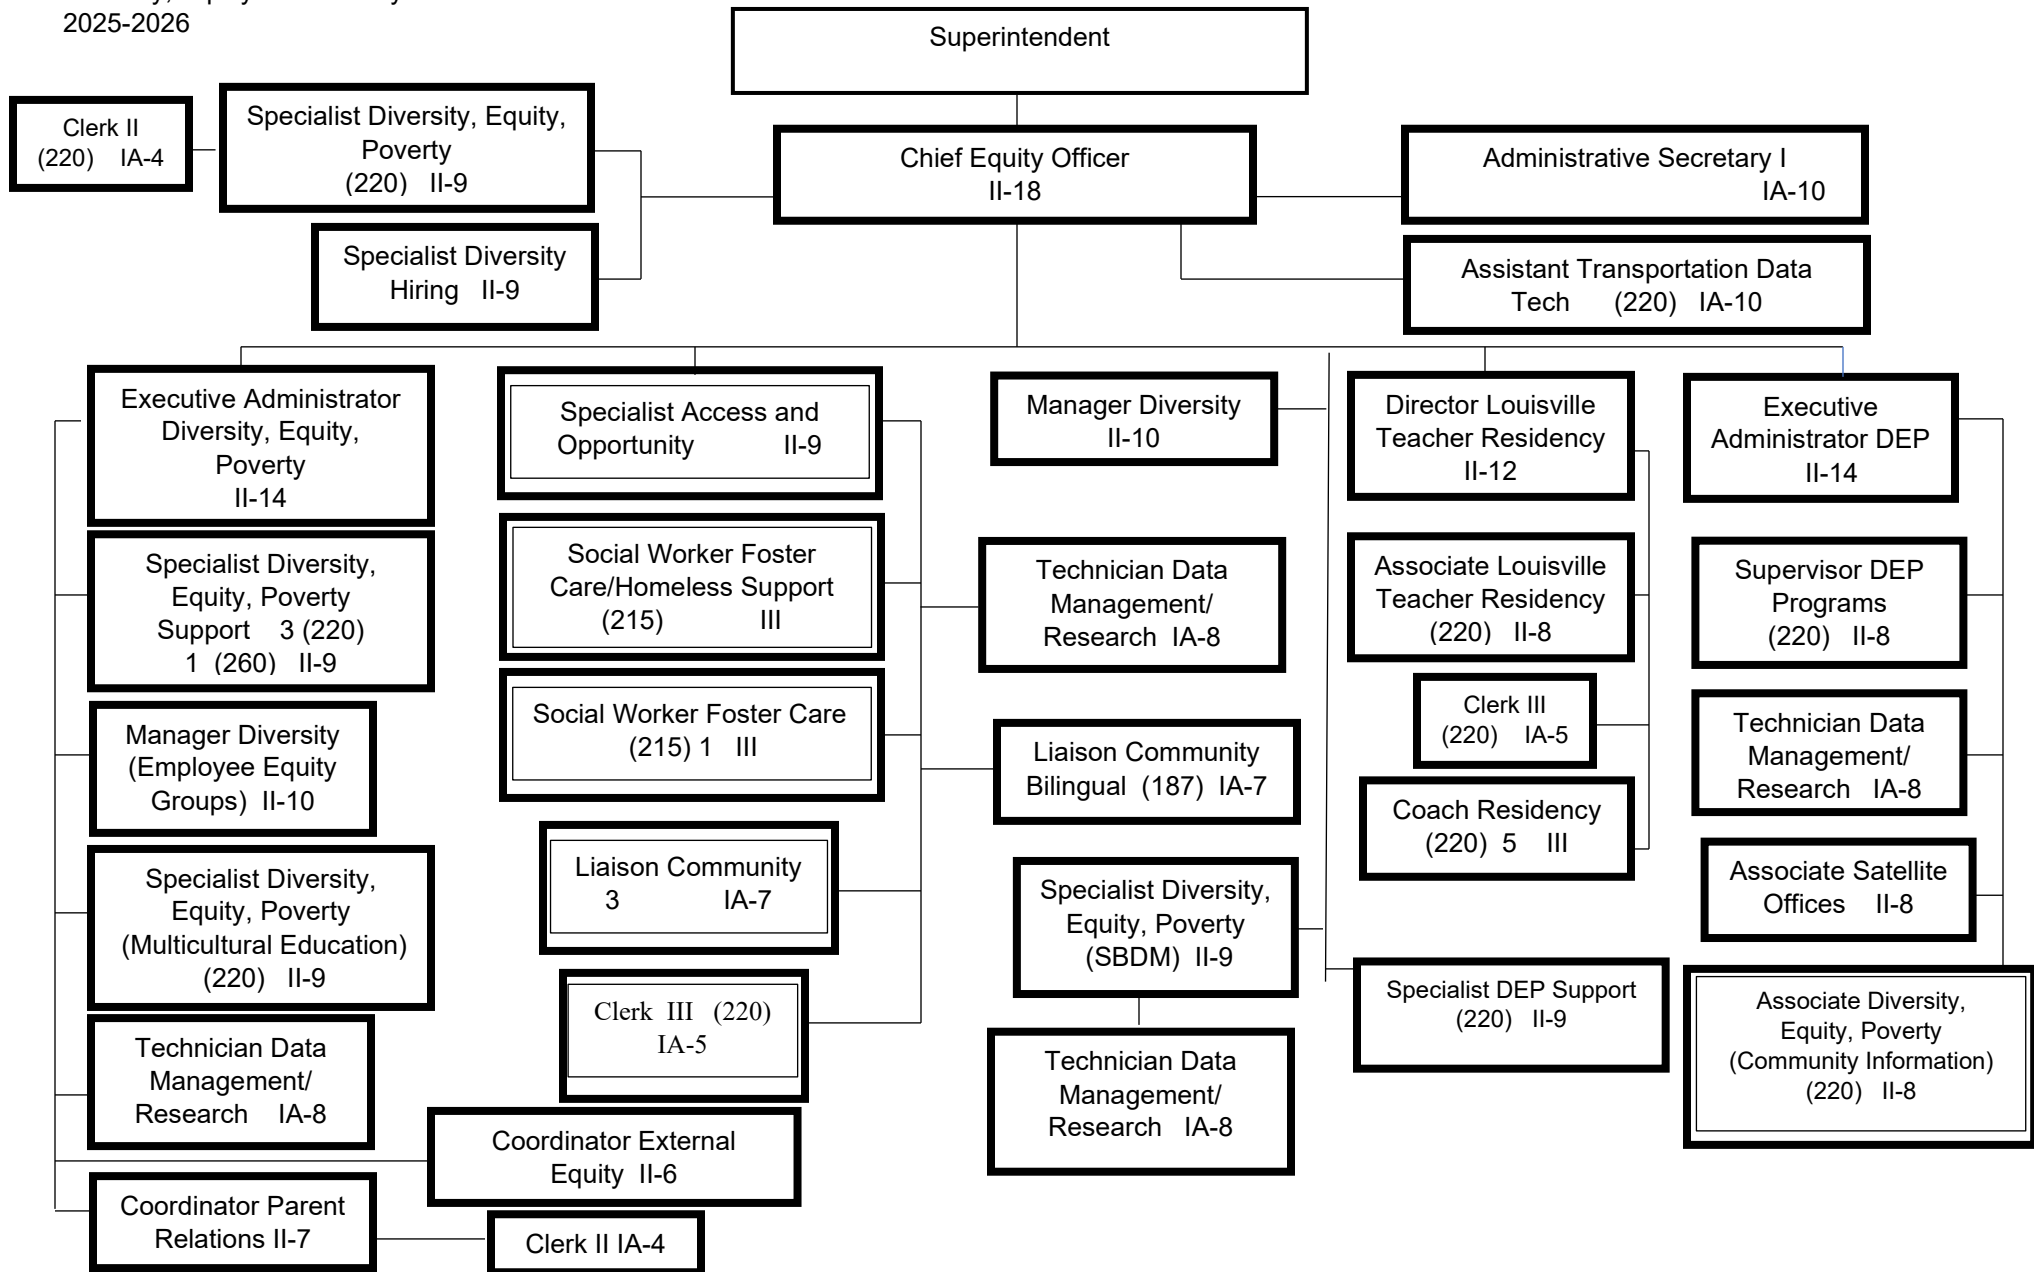 2025-2026
Superintendent
Clerk II
(220) IA-4
Specialist Diversity, Equity,
Poverty
(220) II-9
Chief Equity Officer
II-18
Administrative Secretary I
IA-10
Specialist Diversity
Hiring II-9
Assistant Transportation Data
Tech (220) IA-10
Executive Administrator
Diversity, Equity,
Poverty
II-14
Specialist Diversity,
Equity, Poverty
Support 3 (220)
1 (260) II-9
Manager Diversity
(Employee Equity
Groups) II-10
Specialist Diversity,
Equity, Poverty
(Multicultural Education)
(220) II-9
Technician Data
Management/
Research IA-8
Coordinator External
Equity II-6
Coordinator Parent
Relations II-7
Clerk II IA-4
Specialist Access and
Opportunity II-9
Social Worker Foster
Care/Homeless Support
(215) III
Social Worker Foster Care
(215) 1 III
Liaison Community
3 IA-7
Clerk III (220)
IA-5
Technician Data
Management/
Research IA-8
Liaison Community
Bilingual (187) IA-7
Manager Diversity
II-10
Specialist Diversity,
Equity, Poverty
(SBDM) II-9
Technician Data
Management/
Research IA-8
Specialist DEP Support
(220) II-9
Director Louisville
Teacher Residency
II-12
Associate Louisville
Teacher Residency
(220) II-8
Clerk III
(220) IA-5
Coach Residency
(220) 5 III
Executive
Administrator DEP
II-14
Supervisor DEP
Programs
(220) II-8
Technician Data
Management/
Research IA-8
Associate Satellite
Offices II-8
Associate Diversity,
Equity, Poverty
(Community Information)
(220) II-8